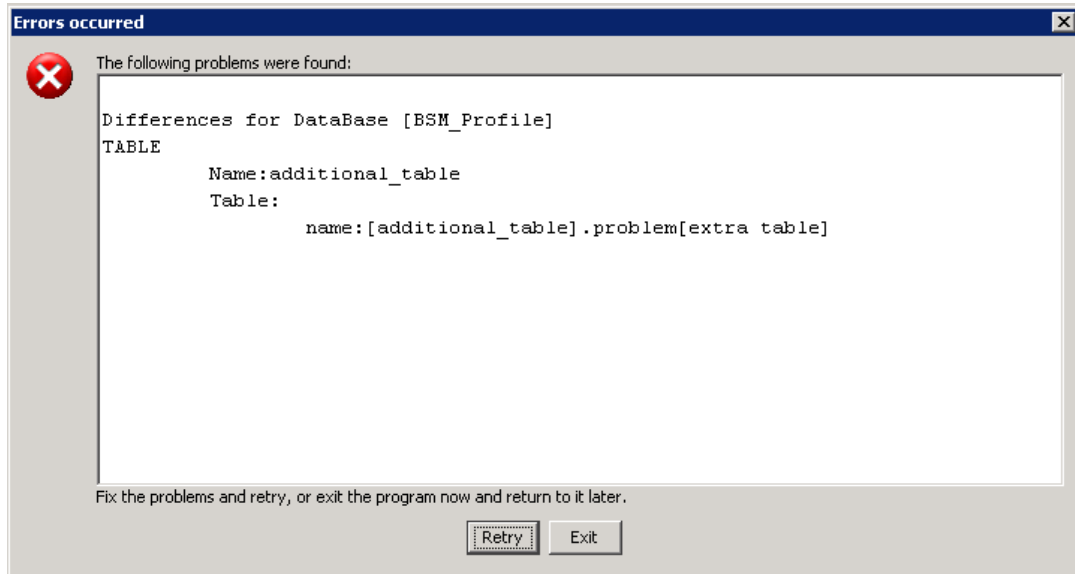 Errors occurred
The following problems were found:
Differences for DataBase [BSM_Profile]
TABLE
Name:additional_table
Table:
name:[additional_table].problem[extra table]
Fix the problems and retry, or exit the program now and return to it later.
Retry Exit